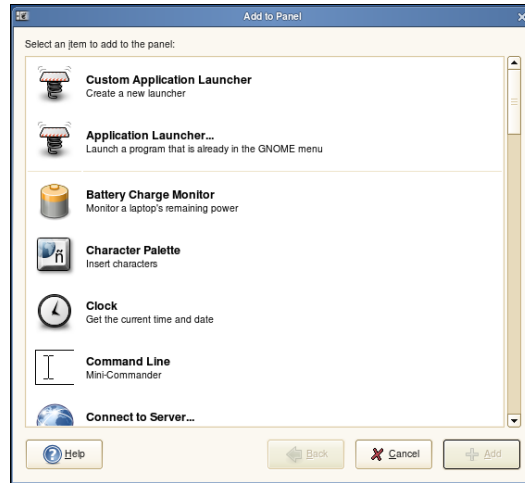 Add to Panel
Select an item to add to the panel:
Custom Application Launcher
Create a new launcher
Application Launcher...
Launch a program that is already in the GNOME menu
Battery Charge Monitor
Monitor a laptop's remaining power
ñ
Character Palette
Insert characters
Clock
Get the current time and date
Command Line
Mini-Commander
Connect to Server...
Help
Back
Cancel
Add